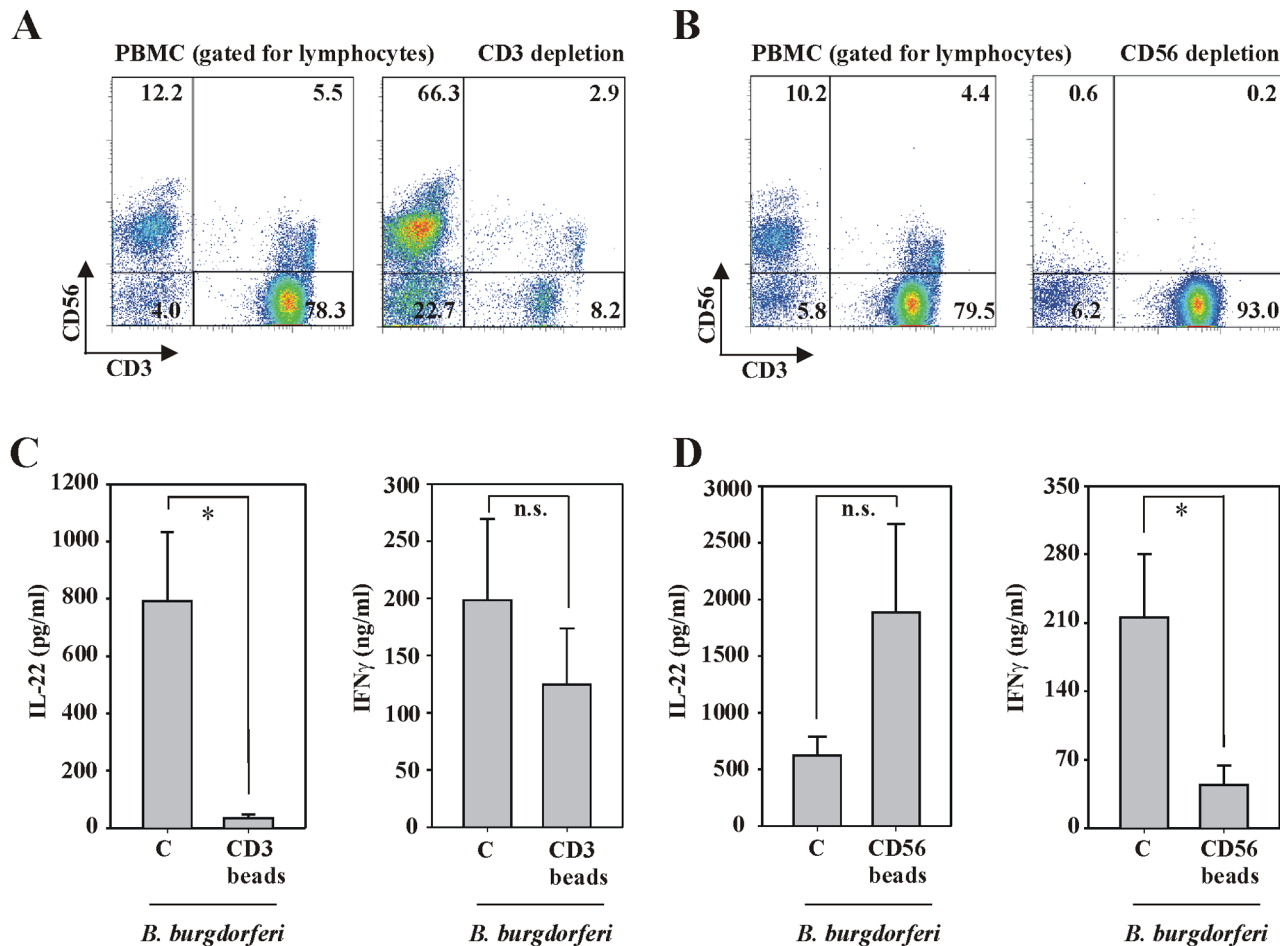 A
PBMC (gated for lymphocytes)
CD3 depletion
12.2
5.5
4.0
78.3
66.3
2.9
22.7
8.2
CD56
CD3
B
PBMC (gated for lymphocytes)
CD56 depletion
10.2
4.4
5.8
79.5
0.6
0.2
6.2
93.0
CD56
CD3
C
IL-22 (pg/ml)
1200
1000
800
600
400
200
0
*
C
CD3
beads
B. burgdorferi
IFNγ (ng/ml)
300
250
200
150
100
50
0
n.s.
C
CD3
beads
B. burgdorferi
D
IL-22 (pg/ml)
3000
2500
2000
1500
1000
500
0
n.s.
C
CD56
beads
B. burgdorferi
IFNγ (ng/ml)
350
280
210
140
70
0
*
C
CD56
beads
B. burgdorferi